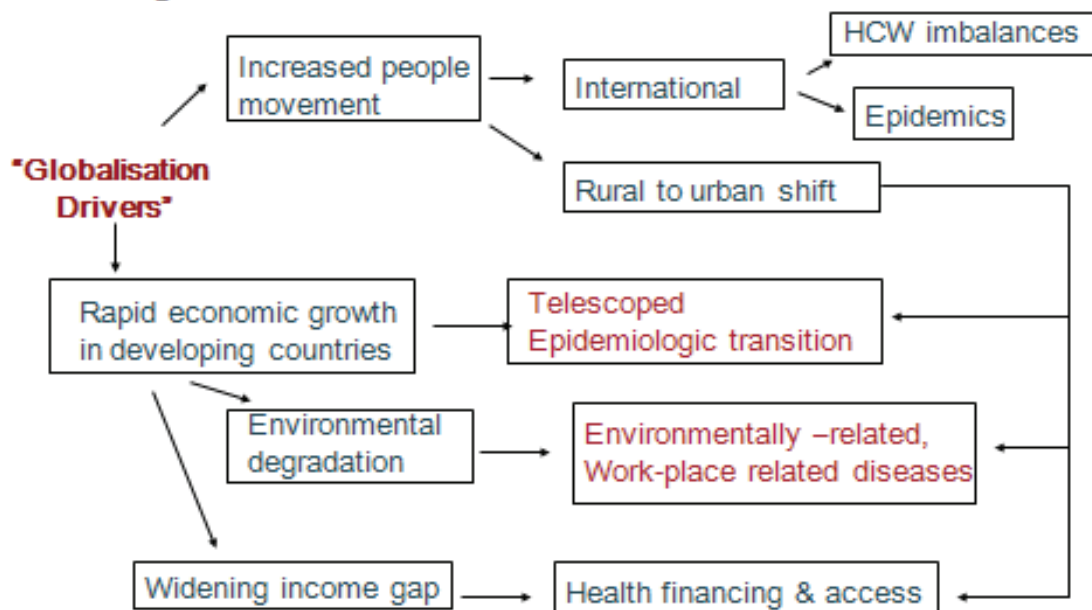 HCW imbalances
Increased people
movement
International
Epidemics
"Globalisation
Drivers"
Rural to urban shift
Rapid economic growth
in developing countries
Telescoped
Epidemiologic transition
Environmental
degradation
Environmentally –related,
Work-place related diseases
Widening income gap
Health financing & access